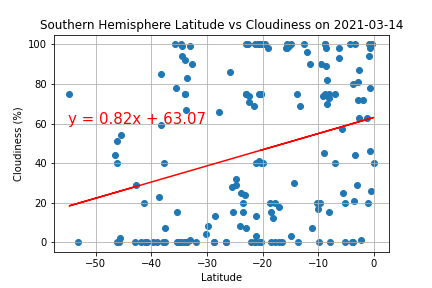 Southern Hemisphere Latitude vs Cloudiness on 2021-03-14
100
80
y = 0.82x + 63.07
60
40
20
0
Cloudiness (%)
−50 −40 −30 −20 −10 0
Latitude